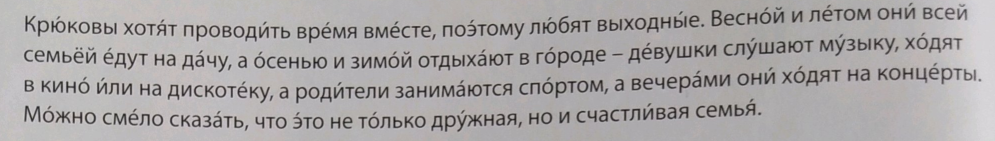 Крю́ковы хотя́т проводи́ть вре́мя вме́сте, поэ́тому лю́бят выходны́е. Весно́й и ле́том они́ всей
семьёй е́дут на да́чу, а о́сенью и зимо́й отдыха́ют в го́роде – де́вушки слу́шают му́зыку, хо́дят
в кино́ и́ли на дискоте́ку, а роди́тели занима́ются спо́ртом, а вечера́ми они́ хо́дят на конце́рты.
Мо́жно сме́ло сказа́ть, что э́то не то́лько дру́жная, но и счастли́вая семья́.